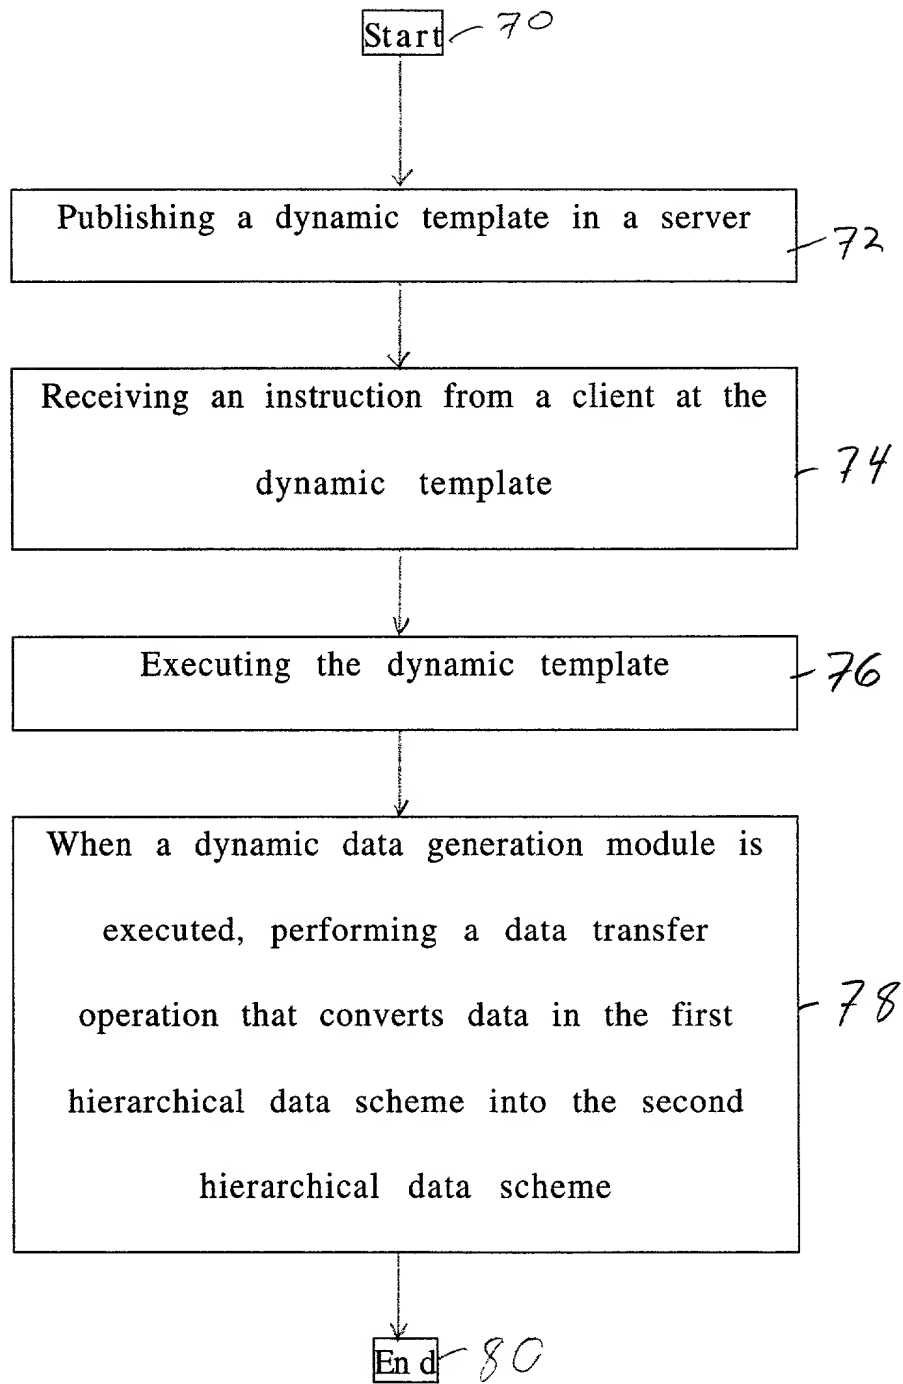 Start 70
Publishing a dynamic template in a server
72
Receiving an instruction from a client at the
dynamic template
74
Executing the dynamic template 76
When a dynamic data generation module is
executed, performing a data transfer
operation that converts data in the first
78
hierarchical data scheme into the second
hierarchical data scheme
End 80